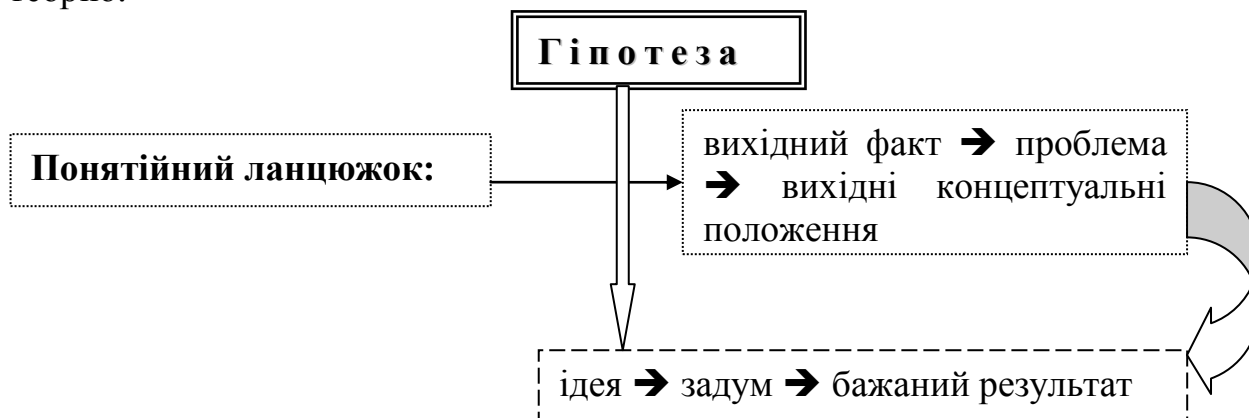 теорію.
Гіпотеза
Понятійний ланцюжок:
вихідний факт ➔ проблема
➔ вихідні концептуальні
положення
ідея ➔ задум ➔ бажаний результат